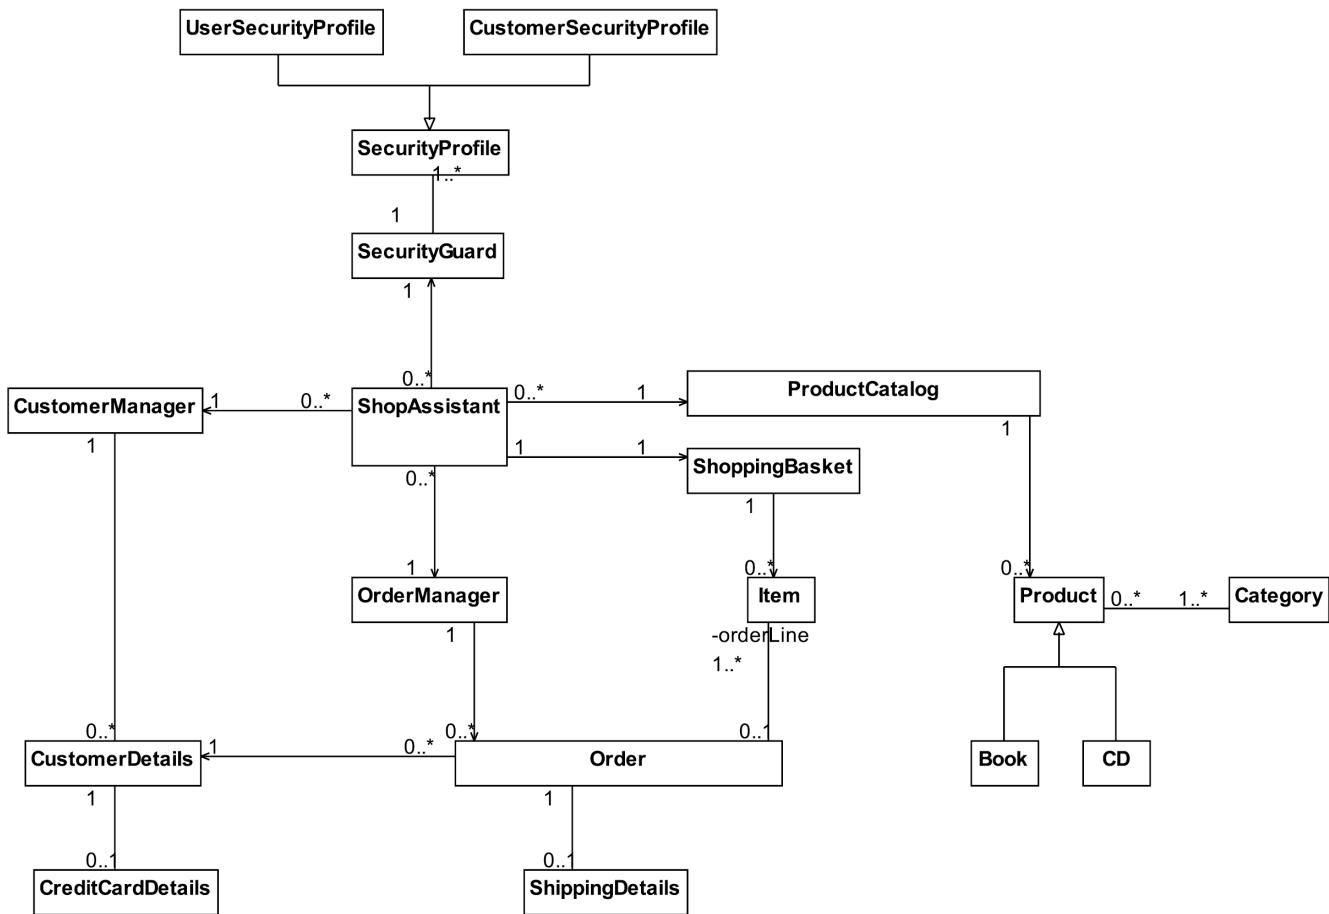 UserSecurityProfile
CustomerSecurityProfile
SecurityProfile
1..*
1
SecurityGuard
1
0..*
CustomerManager
1
0..*
ShopAssistant
0..*
1
ProductCatalog
1
1
1
1
ShoppingBasket
0..*
1
1
0..*
0..*
OrderManager
Item
Product
0..*
1..*
Category
1
-orderLine
1..*
0..*
0..*
0..1
CustomerDetails
1
0..*
Order
Book
CD
1
1
0..1
0..1
CreditCardDetails
ShippingDetails